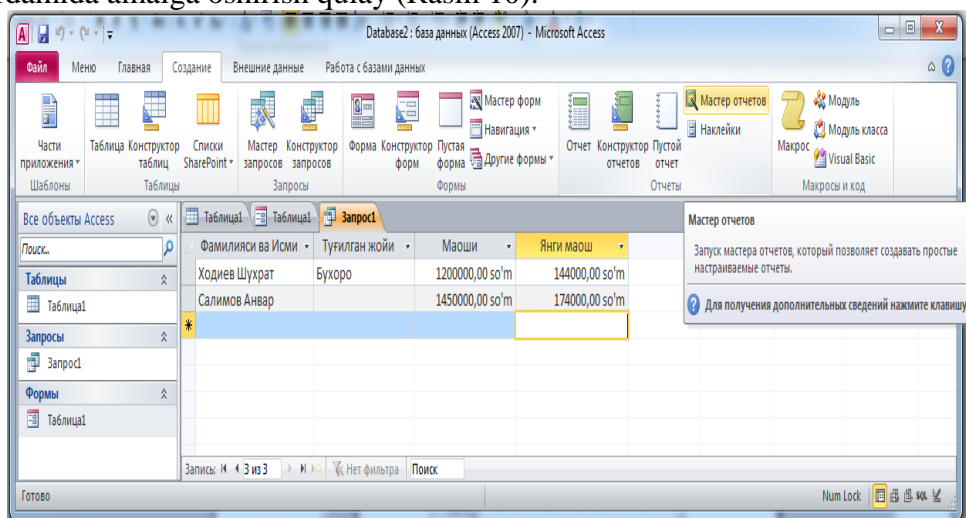 rdamida amalga oshirish qulay (Rasm 10).
Database2 : база данных (Access 2007) - Microsoft Access
Файл Меню Главная Создание Внешние данные Работа с базами данных
Части приложения
Таблица Конструктор таблиц Списки SharePoint
Мастер запросов Конструктор запросов
Форма Конструктор форм Пустая форма
Мастер форм
Навигация
Другие формы
Отчет Конструктор отчетов Пустой отчет
Мастер отчетов
Наклейки
Макрос
Модуль
Модуль класса
Visual Basic
Шаблоны Таблицы Запросы Формы Отчеты Макросы и код
Все объекты Access
Поиск...
Таблицы
Таблица1
Запросы
Запрос1
Формы
Таблица1
Таблица1 Таблица1 Запрос1
Фамилияси ва Исми Туғилган жойи Маоши Янги маош
Ходиев Шухрат Бухоро 1200000,00 so'm 144000,00 so'm
Салимов Анвар 1450000,00 so'm 174000,00 so'm
Мастер отчетов
Запуск мастера отчетов, который позволяет создавать простые
настраиваемые отчеты.
Для получения дополнительных сведений нажмите клавишу
Запись: 3 из 3 Нет фильтра Поиск
Готово Num Lock SQL